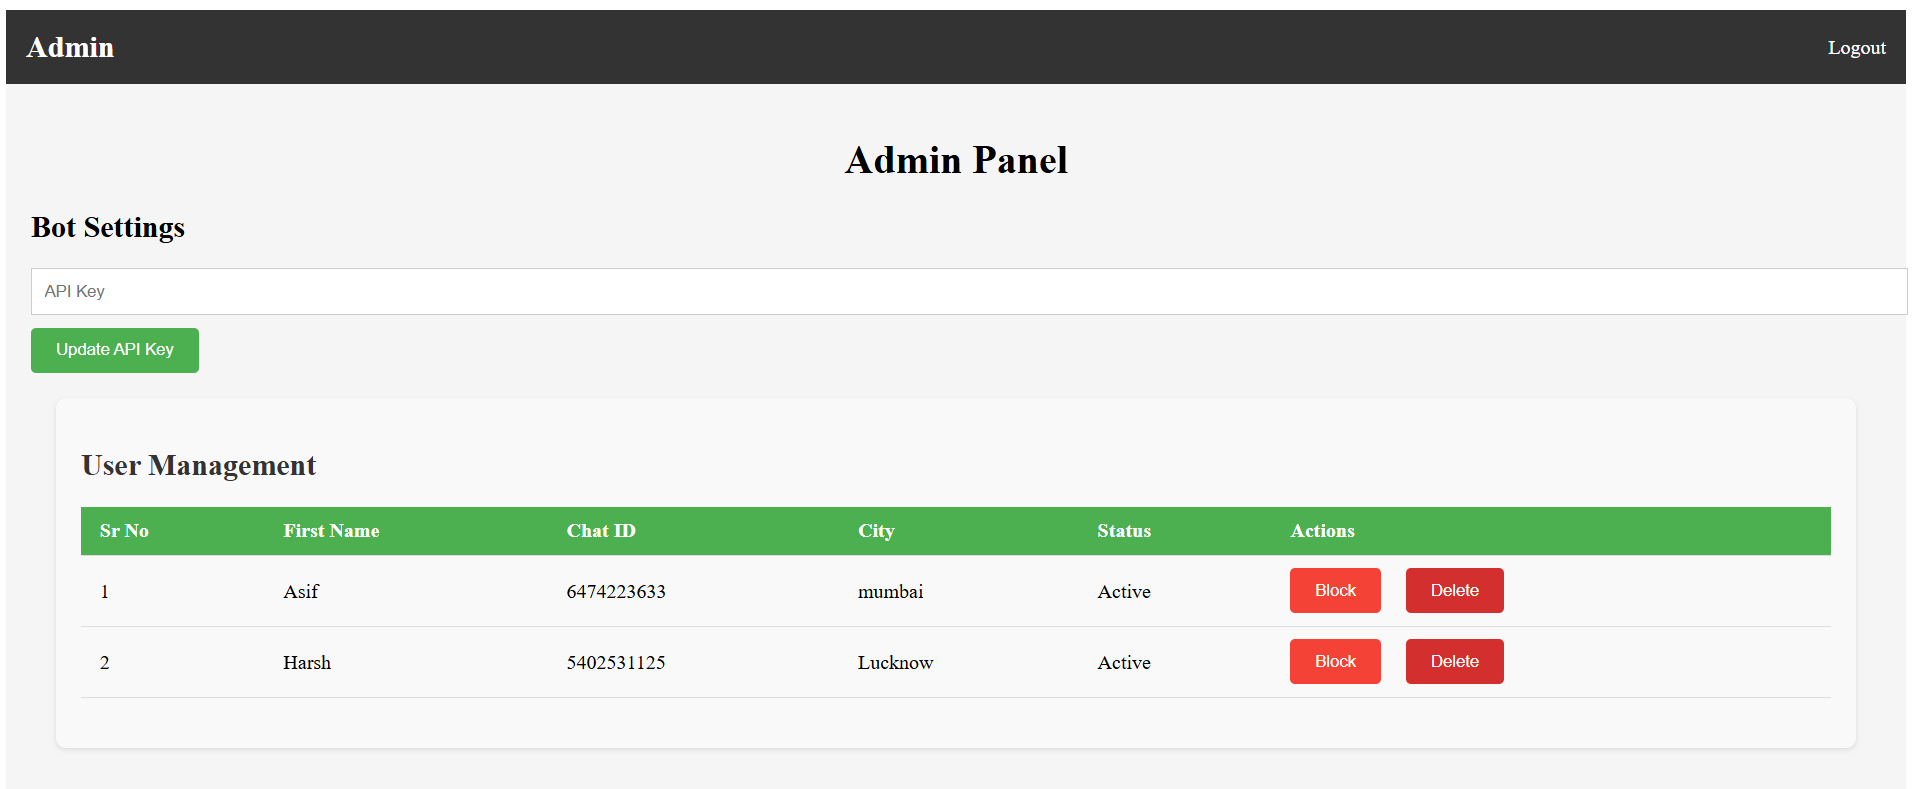 Admin Logout
Admin Panel
Bot Settings
API Key
Update API Key
User Management
Sr No First Name Chat ID City Status Actions
1 Asif 6474223633 mumbai Active Block Delete
2 Harsh 5402531125 Lucknow Active Block Delete